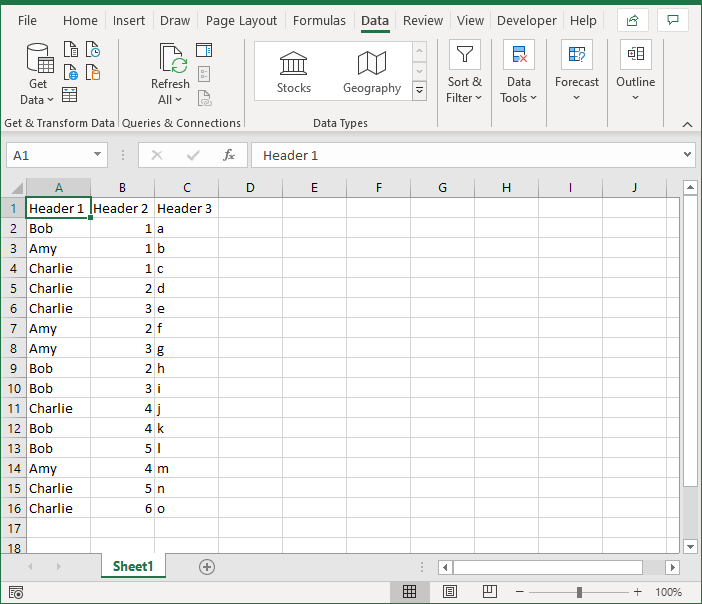 File Home Insert Draw Page Layout Formulas Data Review View Developer Help
Get Data
Refresh All
Stocks
Geography
Sort & Filter
Data Tools
Forecast
Outline
Get & Transform Data Queries & Connections Data Types
A1 fx Header 1
A B C D E F G H I J
1 Header 1 Header 2 Header 3
2 Bob 1 a
3 Amy 1 b
4 Charlie 1 c
5 Charlie 2 d
6 Charlie 3 e
7 Amy 2 f
8 Amy 3 g
9 Bob 2 h
10 Bob 3 i
11 Charlie 4 j
12 Bob 4 k
13 Bob 5 l
14 Amy 4 m
15 Charlie 5 n
16 Charlie 6 o
17
18
Sheet1
100%